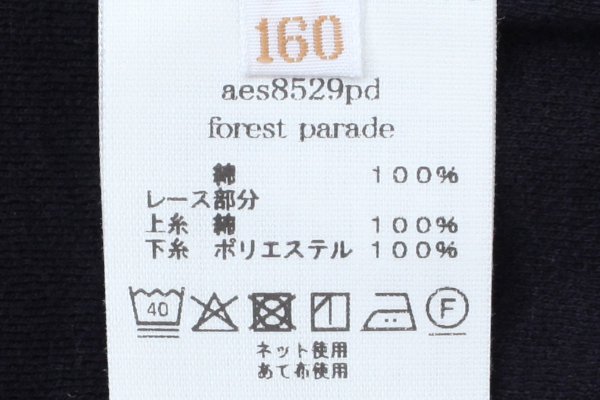 160
aes8529pd
forest parade
綿 100%
レース部分
上糸 綿 100%
下糸 ポリエステル 100%
40 F
ネット使用
あて布使用